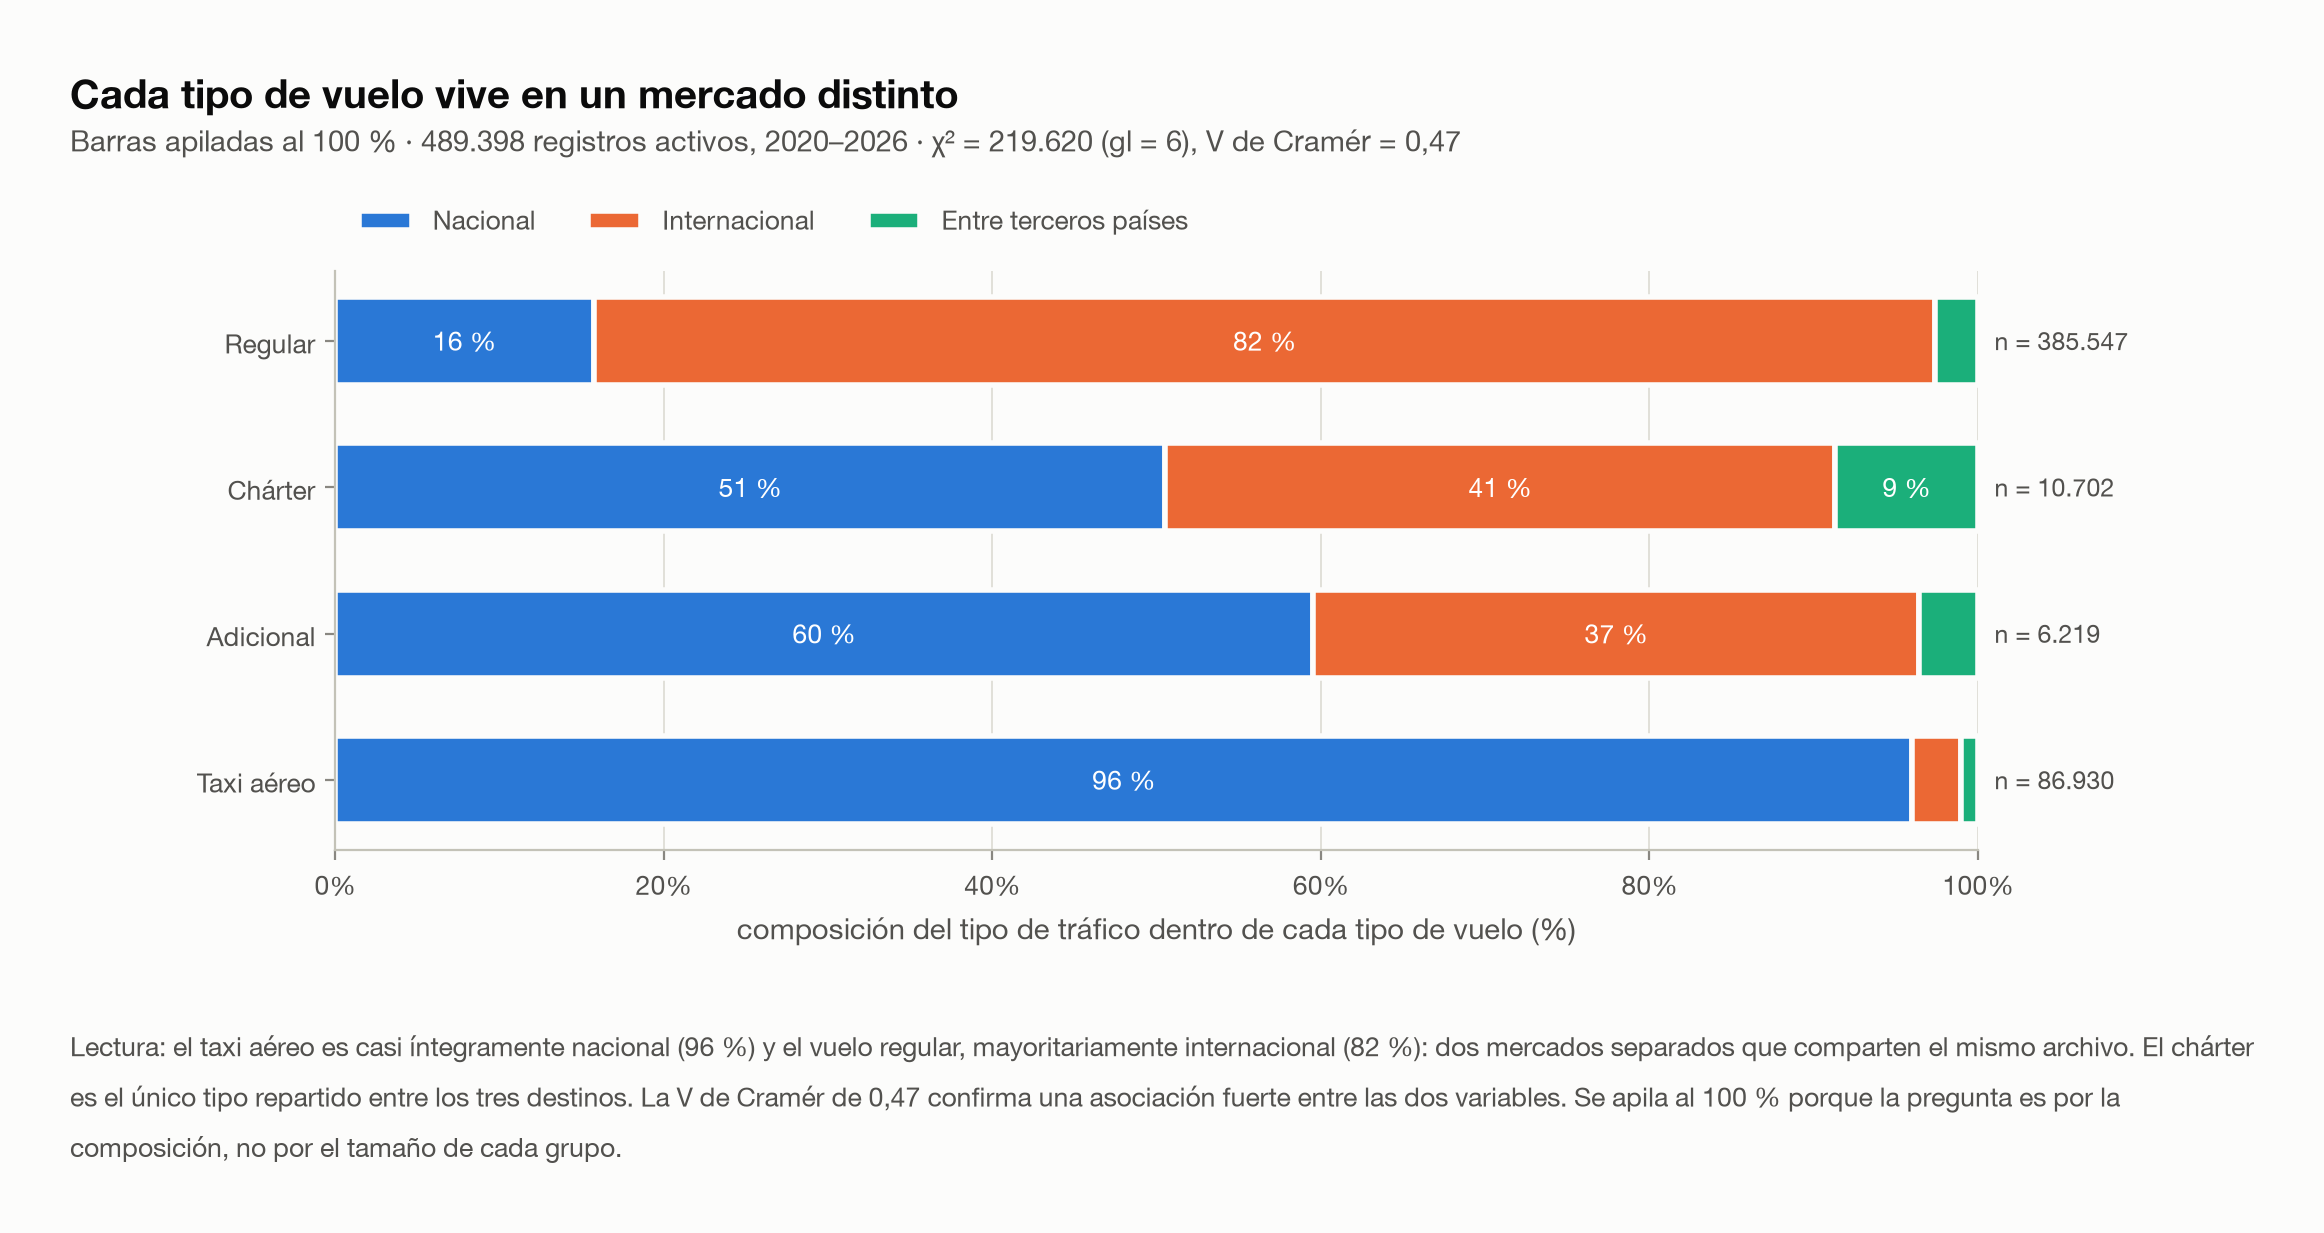 Cada tipo de vuelo vive en un mercado distinto
Barras apiladas al 100 % · 489.398 registros activos, 2020–2026 · χ² = 219.620 (gl = 6), V de Cramér = 0,47
Nacional Internacional Entre terceros países
Regular 16 % 82 % n = 385.547
Chárter 51 % 41 % 9 % n = 10.702
Adicional 60 % 37 % n = 6.219
Taxi aéreo 96 % n = 86.930
0% 20% 40% 60% 80% 100%
composición del tipo de tráfico dentro de cada tipo de vuelo (%)
Lectura: el taxi aéreo es casi íntegramente nacional (96 %) y el vuelo regular, mayoritariamente internacional (82 %): dos mercados separados que comparten el mismo archivo. El chárter
es el único tipo repartido entre los tres destinos. La V de Cramér de 0,47 confirma una asociación fuerte entre las dos variables. Se apila al 100 % porque la pregunta es por la
composición, no por el tamaño de cada grupo.